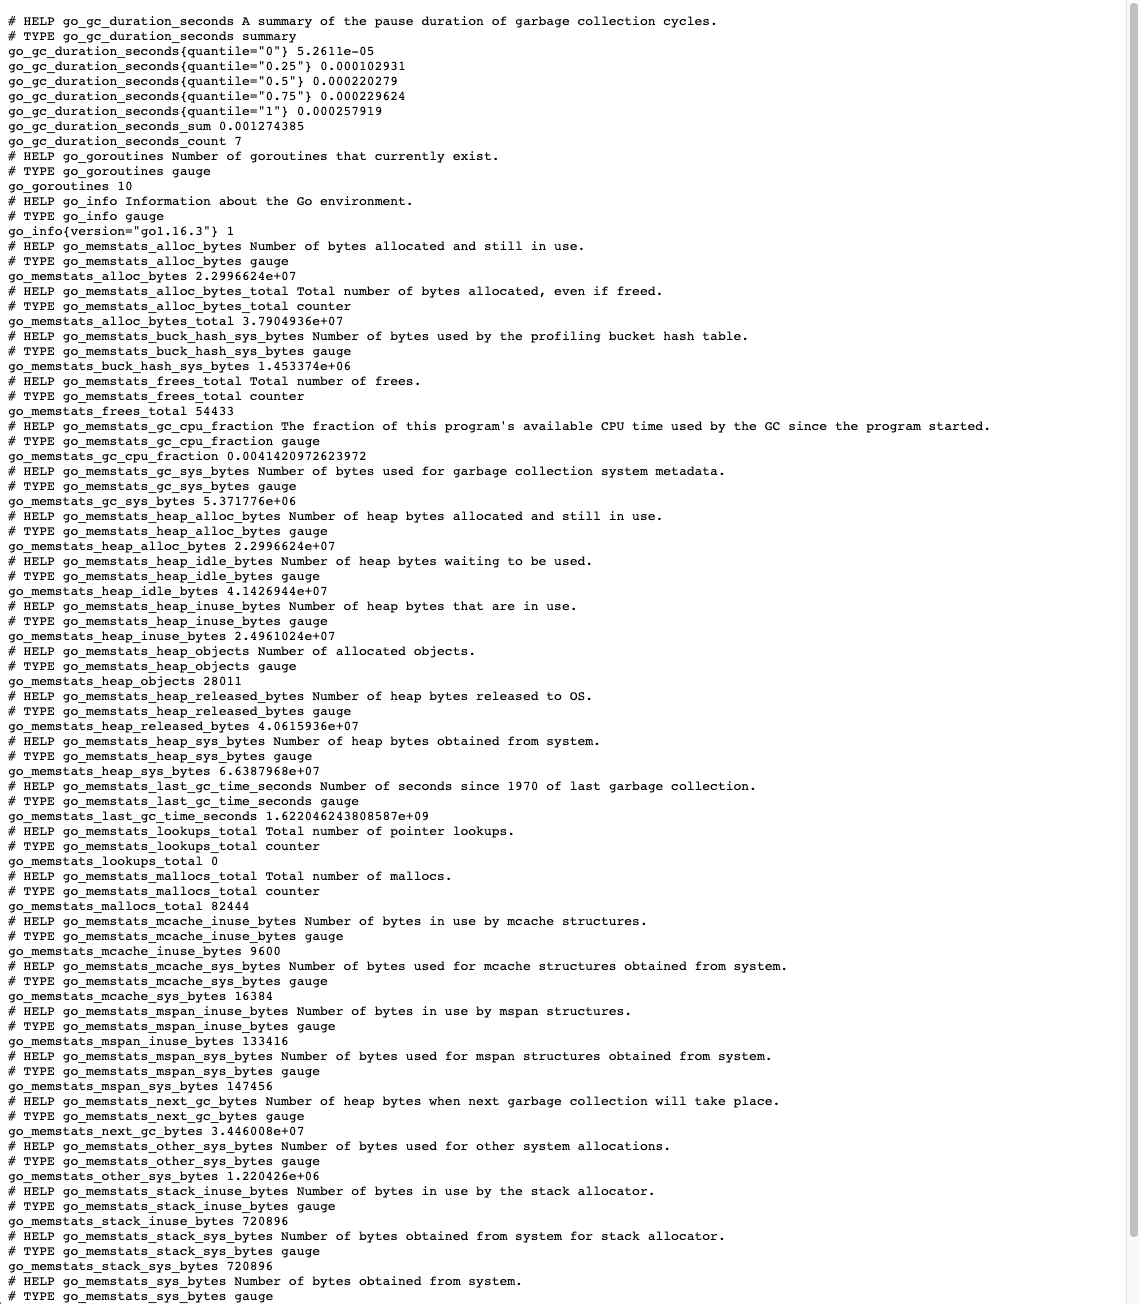 # HELP go_gc_duration_seconds A summary of the pause duration of garbage collection cycles.
# TYPE go_gc_duration_seconds summary
go_gc_duration_seconds{quantile="0"} 5.2611e-05
go_gc_duration_seconds{quantile="0.25"} 0.000102931
go_gc_duration_seconds{quantile="0.5"} 0.000220279
go_gc_duration_seconds{quantile="0.75"} 0.000229624
go_gc_duration_seconds{quantile="1"} 0.000257919
go_gc_duration_seconds_sum 0.001274385
go_gc_duration_seconds_count 7
# HELP go_goroutines Number of goroutines that currently exist.
# TYPE go_goroutines gauge
go_goroutines 10
# HELP go_info Information about the Go environment.
# TYPE go_info gauge
go_info{version="go1.16.3"} 1
# HELP go_memstats_alloc_bytes Number of bytes allocated and still in use.
# TYPE go_memstats_alloc_bytes gauge
go_memstats_alloc_bytes 2.2996624e+07
# HELP go_memstats_alloc_bytes_total Total number of bytes allocated, even if freed.
# TYPE go_memstats_alloc_bytes_total counter
go_memstats_alloc_bytes_total 3.7904936e+07
# HELP go_memstats_buck_hash_sys_bytes Number of bytes used by the profiling bucket hash table.
# TYPE go_memstats_buck_hash_sys_bytes gauge
go_memstats_buck_hash_sys_bytes 1.453374e+06
# HELP go_memstats_frees_total Total number of frees.
# TYPE go_memstats_frees_total counter
go_memstats_frees_total 54433
# HELP go_memstats_gc_cpu_fraction The fraction of this program's available CPU time used by the GC since the program started.
# TYPE go_memstats_gc_cpu_fraction gauge
go_memstats_gc_cpu_fraction 0.0041420972623972
# HELP go_memstats_gc_sys_bytes Number of bytes used for garbage collection system metadata.
# TYPE go_memstats_gc_sys_bytes gauge
go_memstats_gc_sys_bytes 5.371776e+06
# HELP go_memstats_heap_alloc_bytes Number of heap bytes allocated and still in use.
# TYPE go_memstats_heap_alloc_bytes gauge
go_memstats_heap_alloc_bytes 2.2996624e+07
# HELP go_memstats_heap_idle_bytes Number of heap bytes waiting to be used.
# TYPE go_memstats_heap_idle_bytes gauge
go_memstats_heap_idle_bytes 4.1426944e+07
# HELP go_memstats_heap_inuse_bytes Number of heap bytes that are in use.
# TYPE go_memstats_heap_inuse_bytes gauge
go_memstats_heap_inuse_bytes 2.4961024e+07
# HELP go_memstats_heap_objects Number of allocated objects.
# TYPE go_memstats_heap_objects gauge
go_memstats_heap_objects 28011
# HELP go_memstats_heap_released_bytes Number of heap bytes released to OS.
# TYPE go_memstats_heap_released_bytes gauge
go_memstats_heap_released_bytes 4.0615936e+07
# HELP go_memstats_heap_sys_bytes Number of heap bytes obtained from system.
# TYPE go_memstats_heap_sys_bytes gauge
go_memstats_heap_sys_bytes 6.6387968e+07
# HELP go_memstats_last_gc_time_seconds Number of seconds since 1970 of last garbage collection.
# TYPE go_memstats_last_gc_time_seconds gauge
go_memstats_last_gc_time_seconds 1.622046243808587e+09
# HELP go_memstats_lookups_total Total number of pointer lookups.
# TYPE go_memstats_lookups_total counter
go_memstats_lookups_total 0
# HELP go_memstats_mallocs_total Total number of mallocs.
# TYPE go_memstats_mallocs_total counter
go_memstats_mallocs_total 82444
# HELP go_memstats_mcache_inuse_bytes Number of bytes in use by mcache structures.
# TYPE go_memstats_mcache_inuse_bytes gauge
go_memstats_mcache_inuse_bytes 9600
# HELP go_memstats_mcache_sys_bytes Number of bytes used for mcache structures obtained from system.
# TYPE go_memstats_mcache_sys_bytes gauge
go_memstats_mcache_sys_bytes 16384
# HELP go_memstats_mspan_inuse_bytes Number of bytes in use by mspan structures.
# TYPE go_memstats_mspan_inuse_bytes gauge
go_memstats_mspan_inuse_bytes 133416
# HELP go_memstats_mspan_sys_bytes Number of bytes used for mspan structures obtained from system.
# TYPE go_memstats_mspan_sys_bytes gauge
go_memstats_mspan_sys_bytes 147456
# HELP go_memstats_next_gc_bytes Number of heap bytes when next garbage collection will take place.
# TYPE go_memstats_next_gc_bytes gauge
go_memstats_next_gc_bytes 3.446008e+07
# HELP go_memstats_other_sys_bytes Number of bytes used for other system allocations.
# TYPE go_memstats_other_sys_bytes gauge
go_memstats_other_sys_bytes 1.220426e+06
# HELP go_memstats_stack_inuse_bytes Number of bytes in use by the stack allocator.
# TYPE go_memstats_stack_inuse_bytes gauge
go_memstats_stack_inuse_bytes 720896
# HELP go_memstats_stack_sys_bytes Number of bytes obtained from system for stack allocator.
# TYPE go_memstats_stack_sys_bytes gauge
go_memstats_stack_sys_bytes 720896
# HELP go_memstats_sys_bytes Number of bytes obtained from system.
# TYPE go_memstats_sys_bytes gauge